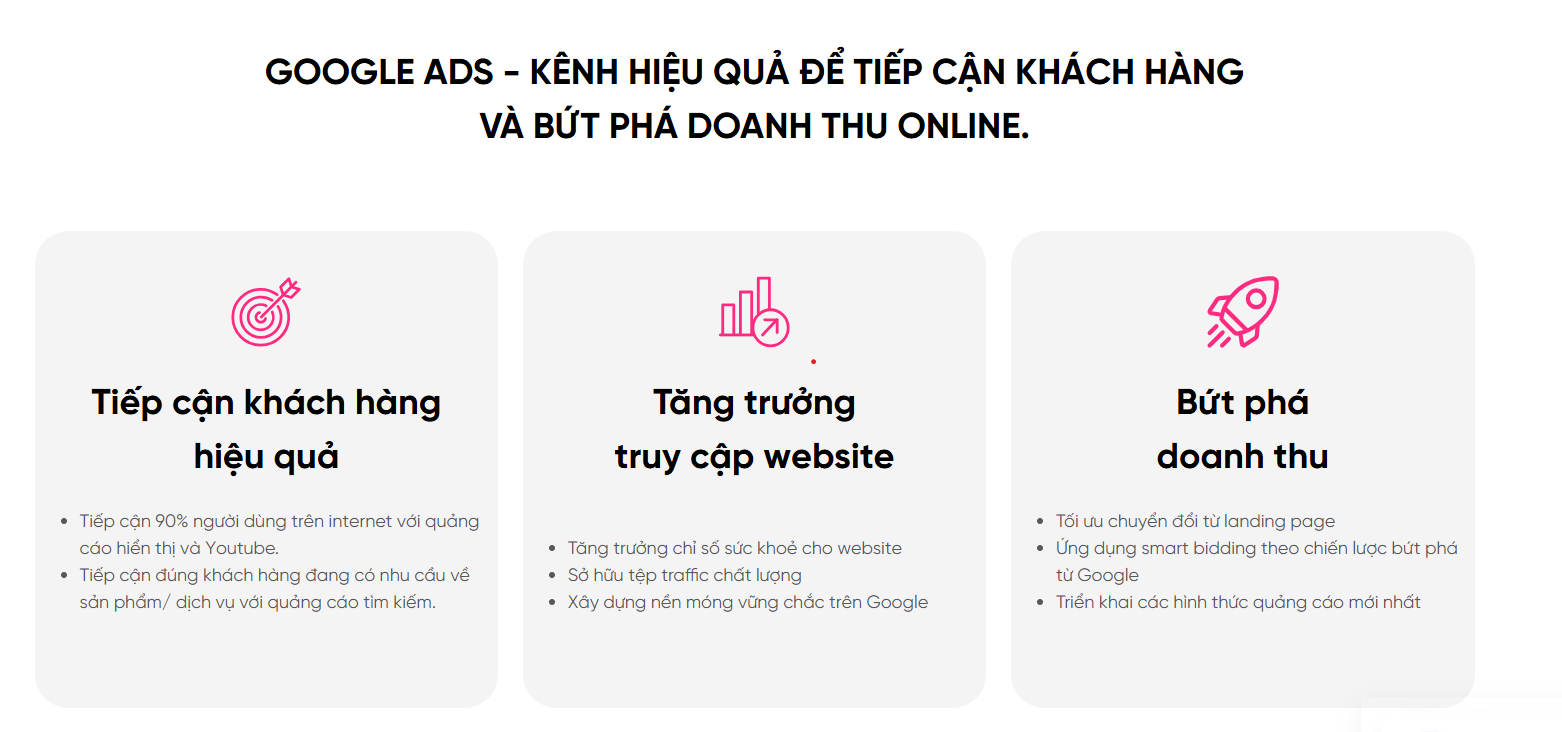 GOOGLE ADS - KÊNH HIỆU QUẢ ĐỂ TIẾP CẬN KHÁCH HÀNG
VÀ BỨT PHÁ DOANH THU ONLINE.
Tiếp cận khách hàng
hiệu quả
• Tiếp cận 90% người dùng trên internet với quảng
cáo hiển thị và Youtube.
• Tiếp cận đúng khách hàng đang có nhu cầu về
sản phẩm/ dịch vụ với quảng cáo tìm kiếm.
Tăng trưởng
truy cập website
• Tăng trưởng chỉ số sức khoẻ cho website
• Sở hữu tệp traffic chất lượng
• Xây dựng nền móng vững chắc trên Google
Bứt phá
doanh thu
• Tối ưu chuyển đổi từ landing page
• Ứng dụng smart bidding theo chiến lược bứt phá
từ Google
• Triển khai các hình thức quảng cáo mới nhất